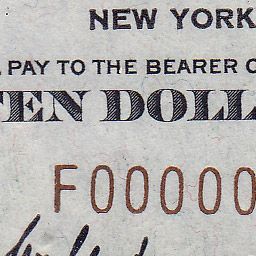 NEW YORK
PAY TO THE BEARER O
TEN DOLL
F00000